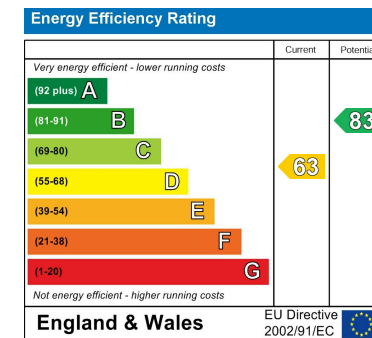 Energy Efficiency Rating
Current Potentia
Very energy efficient - lower running costs
(92 plus) A
(81-91) B
83
(69-80) C
63
(55-68) D
(39-54) E
(21-38) F
(1-20) G
Not energy efficient - higher running costs
England & Wales
EU Directive
2002/91/EC